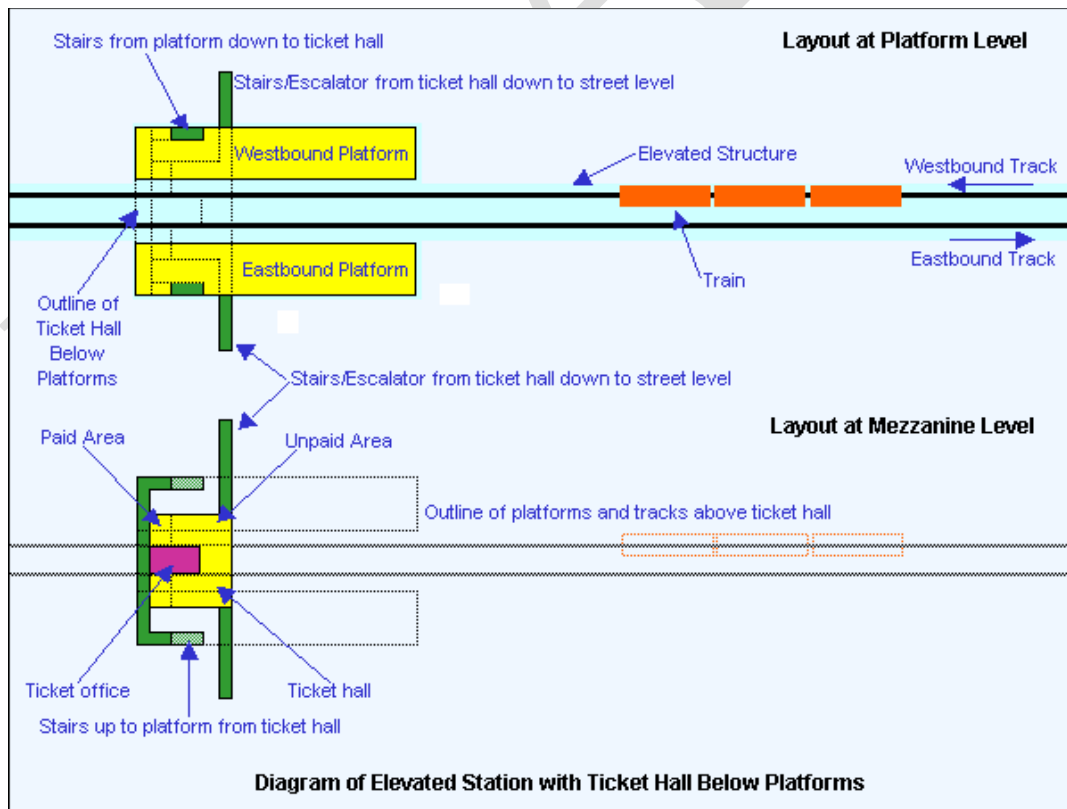 Stairs from platform down to ticket hall
Layout at Platform Level
Stairs/Escalator from ticket hall down to street level
Westbound Platform
Elevated Structure
Westbound Track
Eastbound Platform
Train
Eastbound Track
Outline of
Ticket Hall
Below
Platforms
Stairs/Escalator from ticket hall down to street level
Paid Area
Unpaid Area
Layout at Mezzanine Level
Outline of platforms and tracks above ticket hall
Ticket office
Ticket hall
Stairs up to platform from ticket hall
Diagram of Elevated Station with Ticket Hall Below Platforms